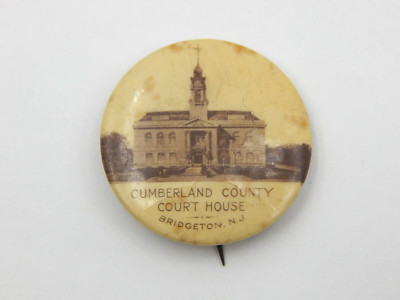 CUMBERLAND COUNTY
COURT HOUSE
BRIDGETON, N.J.